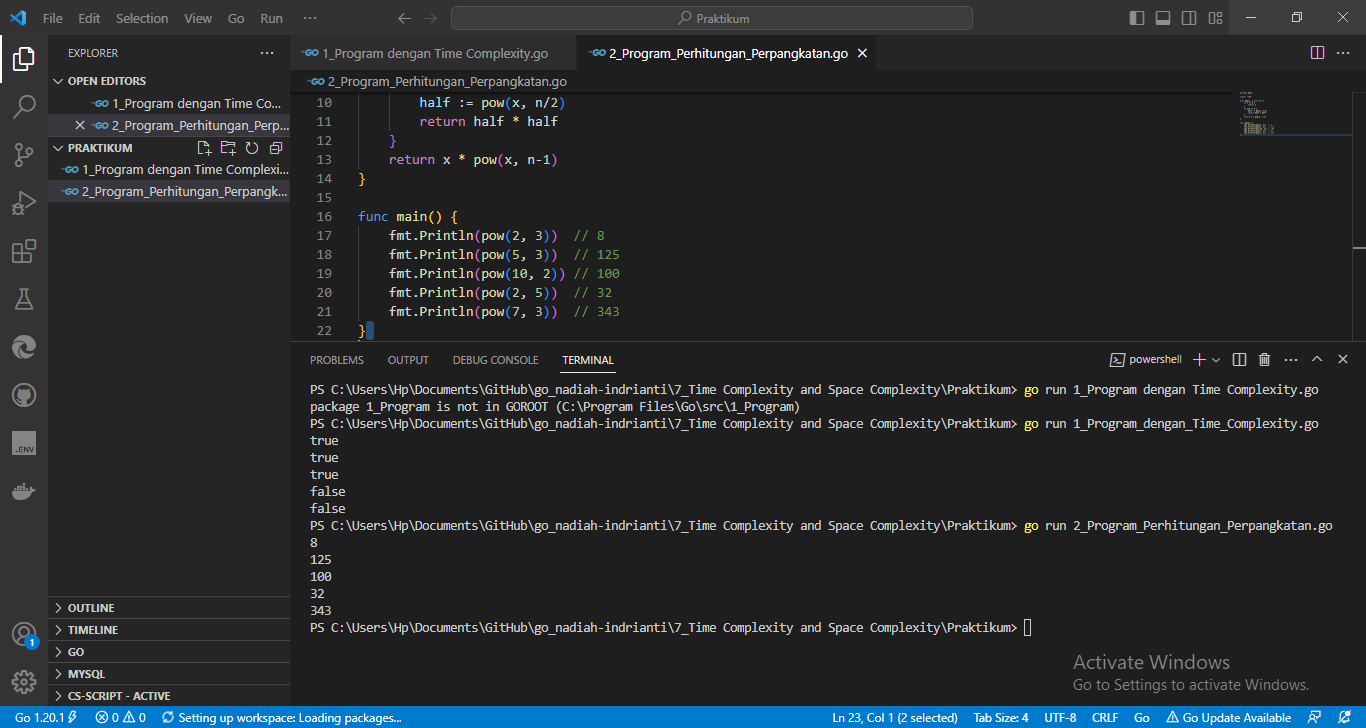 File Edit Selection View Go Run ···
Praktikum
EXPLORER
OPEN EDITORS
1_Program dengan Time Co...
2_Program_Perhitungan_Perp...
PRAKTIKUM
1_Program dengan Time Complexi...
2_Program_Perhitungan_Perpangk...
OUTLINE
TIMELINE
GO
MYSQL
CS-SCRIPT - ACTIVE
.ENV
1
GO 1_Program dengan Time Complexity.go
GO 2_Program_Perhitungan_Perpangkatan.go
GO 2_Program_Perhitungan_Perpangkatan.go
10 half := pow(x, n/2)
11 return half * half
12 }
13 return x * pow(x, n-1)
14 }
15
16 func main() {
17 fmt.Println(pow(2, 3)) // 8
18 fmt.Println(pow(5, 3)) // 125
19 fmt.Println(pow(10, 2)) // 100
20 fmt.Println(pow(2, 5)) // 32
21 fmt.Println(pow(7, 3)) // 343
22 }
PROBLEMS OUTPUT DEBUG CONSOLE TERMINAL
powershell
PS C:\Users\Hp\Documents\GitHub\go_nadiah-indrianti\7_Time Complexity and Space Complexity\Praktikum> go run 1_Program dengan Time Complexity.go
package 1_Program is not in GOROOT (C:\Program Files\Go\src\1_Program)
PS C:\Users\Hp\Documents\GitHub\go_nadiah-indrianti\7_Time Complexity and Space Complexity\Praktikum> go run 1_Program_dengan_Time_Complexity.go
true
true
true
false
false
PS C:\Users\Hp\Documents\GitHub\go_nadiah-indrianti\7_Time Complexity and Space Complexity\Praktikum> go run 2_Program_Perhitungan_Perpangkatan.go
8
125
100
32
343
PS C:\Users\Hp\Documents\GitHub\go_nadiah-indrianti\7_Time Complexity and Space Complexity\Praktikum>
Activate Windows
Go to Settings to activate Windows.
Go 1.20.1 0 0 Setting up workspace: Loading packages... Ln 23, Col 1 (2 selected) Tab Size: 4 UTF-8 CRLF Go Go Update Available